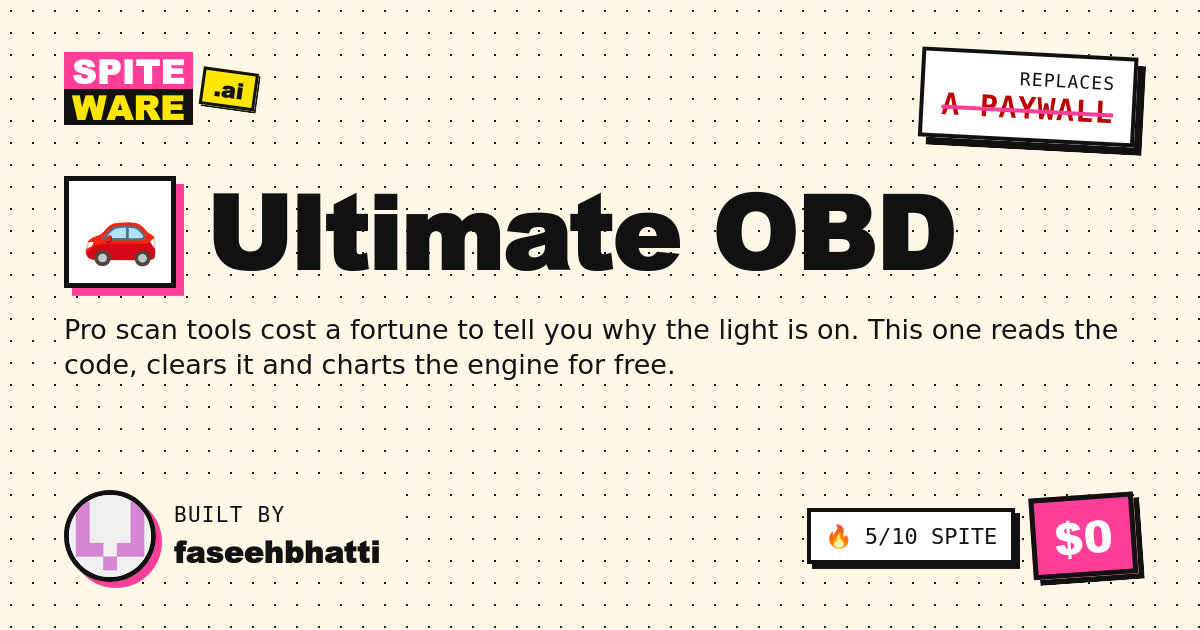 SPITE
WARE
.ai
REPLACES
A PAYWALL
Ultimate OBD
Pro scan tools cost a fortune to tell you why the light is on. This one reads the
code, clears it and charts the engine for free.
BUILT BY
faseehbhatti
🔥 5/10 SPITE
$0